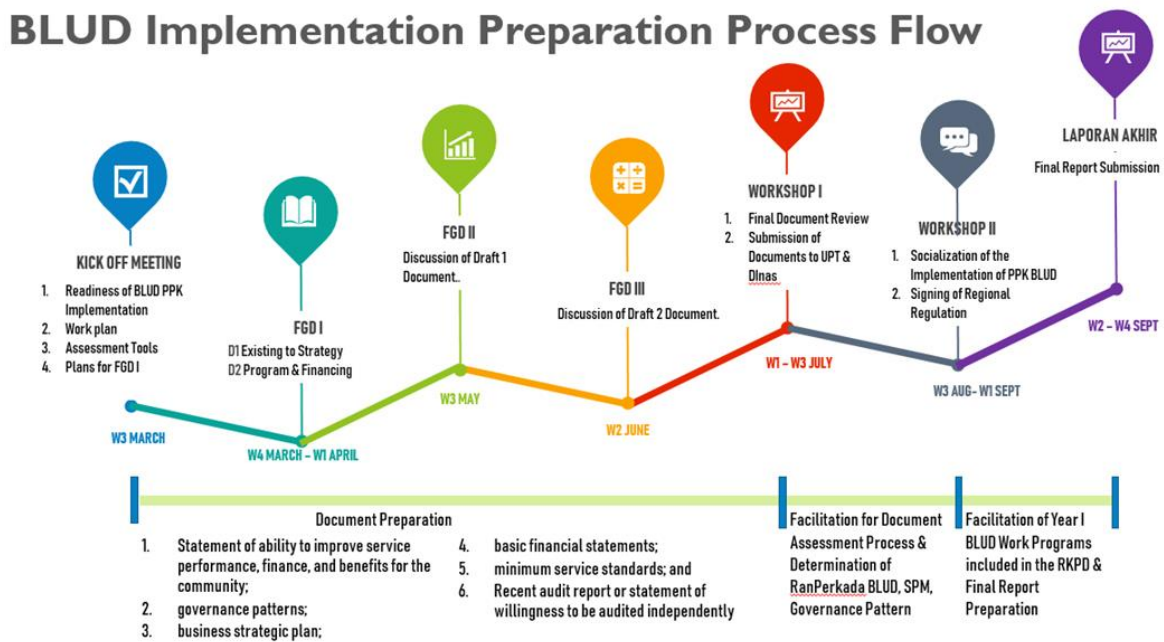 BLUD Implementation Preparation Process Flow
KICK OFF MEETING
1. Readiness of BLUD PPK
Implementation
2. Work plan
3. Assessment Tools
4. Plans for FGD I
W3 MARCH
FGD I
D1 Existing to Strategy
D2 Program & Financing
W4 MARCH – W1 APRIL
FGD II
Discussion of Draft 1
Document..
W3 MAY
FGD III
Discussion of Draft 2 Document.
W2 JUNE
WORKSHOP I
1. Final Document Review
2. Submission of
Documents to UPT &
DInas
W1 – W3 JULY
WORKSHOP II
1. Socialization of the
Implementation of PPK BLUD
2. Signing of Regional
Regulation
W3 AUG- W1 SEPT
LAPORAN AKHIR
Final Report Submission
W2 – W4 SEPT
Document Preparation
1. Statement of ability to improve service
performance, finance, and benefits for the
community;
2. governance patterns;
3. business strategic plan;
4. basic financial statements;
5. minimum service standards; and
6. Recent audit report or statement of
willingness to be audited independently
Facilitation for Document
Assessment Process &
Determination of
RanPerkada BLUD, SPM,
Governance Pattern
Facilitation of Year I
BLUD Work Programs
included in the RKPD &
Final Report
Preparation